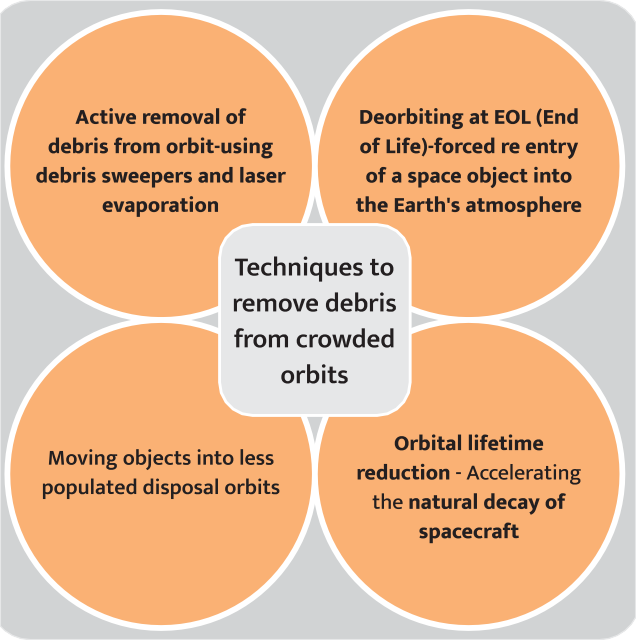 Active removal of
debris from orbit-using
debris sweepers and laser
evaporation
Deorbiting at EOL (End
of Life)-forced re entry
of a space object into
the Earth's atmosphere
Techniques to
remove debris
from crowded
orbits
Moving objects into less
populated disposal orbits
Orbital lifetime
reduction - Accelerating
the natural decay of
spacecraft